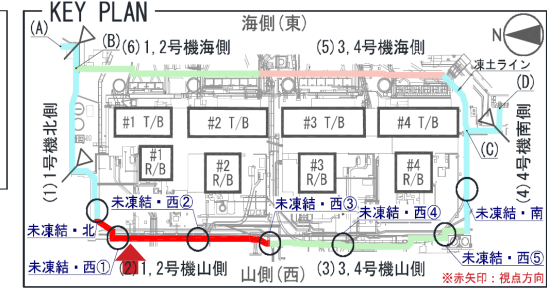 KEY PLAN
海側(東)
N
(A)
(B)
(6)1,2号機海側
(5)3,4号機海側
凍土ライン
(D)
#1 T/B
#2 T/B
#3 T/B
#4 T/B
(C)
(1)1号機北側
(4)4号機南側
#1
R/B
#2
R/B
#3
R/B
#4
R/B
未凍結・西②
未凍結・西③
未凍結・西④
未凍結・南
未凍結・北
未凍結・西①
(2)1,2号機山側
山側(西)
(3)3,4号機山側
未凍結・西⑤
※赤矢印：視点方向